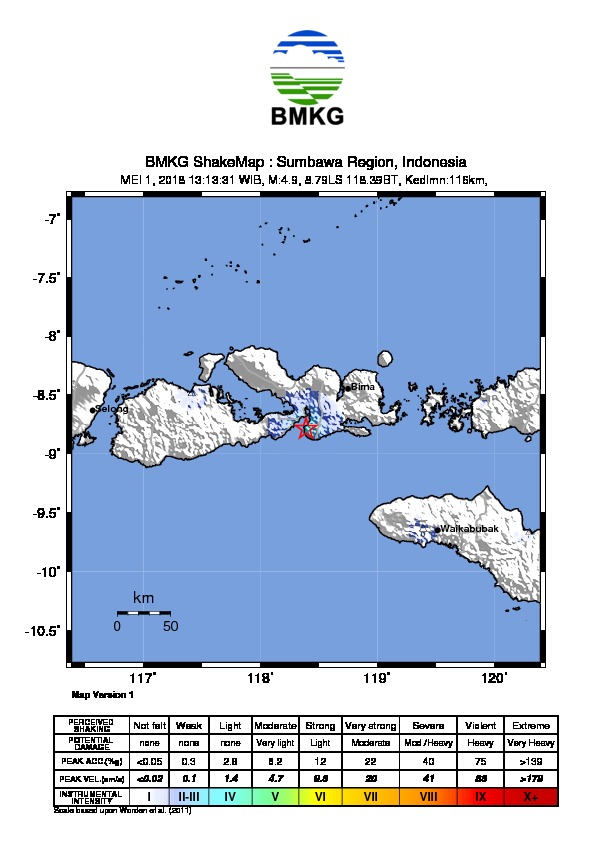 BMKG
BMKG ShakeMap : Sumbawa Region, Indonesia
MEI 1, 2018 13:13:31 WIB, M:4.9, 8.79LS 118.39BT, Kedlmn:116km,
-7°
-7.5°
-8°
-8.5°
-9°
-9.5°
-10°
-10.5°
Bima
Selong
Waikabubak
km
0 50
117° 118° 119° 120°
Map Version 1
PERCEIVED SHAKING Not felt Weak Light Moderate Strong Very strong Severe Violent Extreme
POTENTIAL DAMAGE none none none Very light Light Moderate Mod./Heavy Heavy Very Heavy
PEAK ACC.(%g) <0.05 0.3 2.8 6.2 12 22 40 75 >139
PEAK VEL.(cm/s) <0.02 0.1 1.4 4.7 9.6 20 41 86 >178
INSTRUMENTAL INTENSITY I II-III IV V VI VII VIII IX X+
Scale based upon Worden et al. (2011)